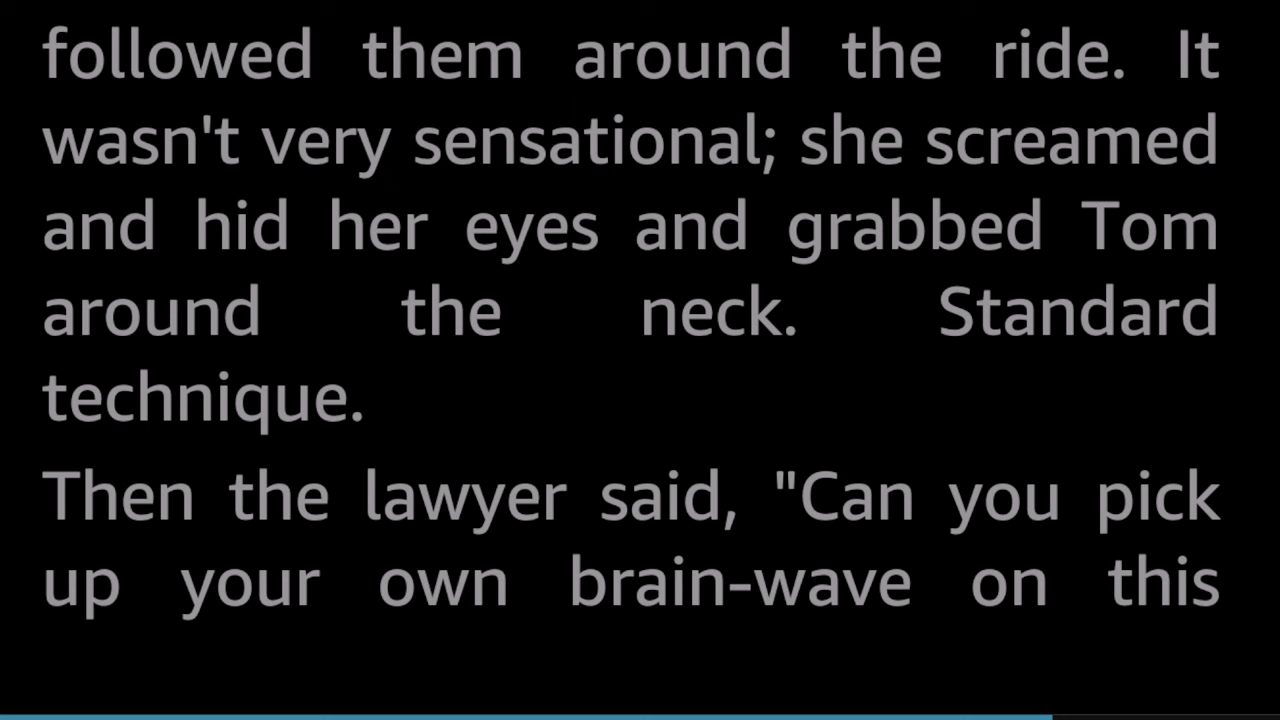 followed them around the ride. It
wasn't very sensational; she screamed
and hid her eyes and grabbed Tom
around the neck. Standard
technique.
Then the lawyer said, "Can you pick
up your own brain-wave on this